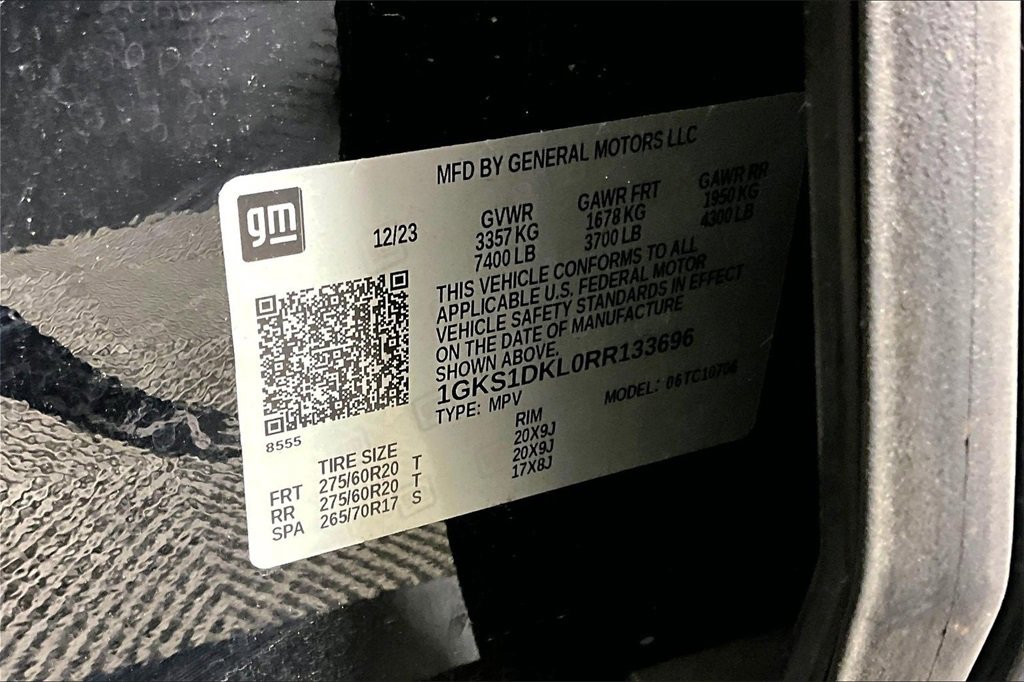 MFD BY GENERAL MOTORS LLC
gm
12/23
GVWR GAWR FRT GAWR RR
3357 KG 1678 KG 1950 KG
7400 LB 3700 LB 4300 LB
THIS VEHICLE CONFORMS TO ALL
APPLICABLE U.S. FEDERAL MOTOR
VEHICLE SAFETY STANDARDS IN EFFECT
ON THE DATE OF MANUFACTURE
SHOWN ABOVE.
1GKS1DKL0RR133696
TYPE: MPV MODEL: 06TC10706
8555
TIRE SIZE RIM
FRT 275/60R20 T 20X9J
RR 275/60R20 T 20X9J
SPA 265/70R17 S 17X8J